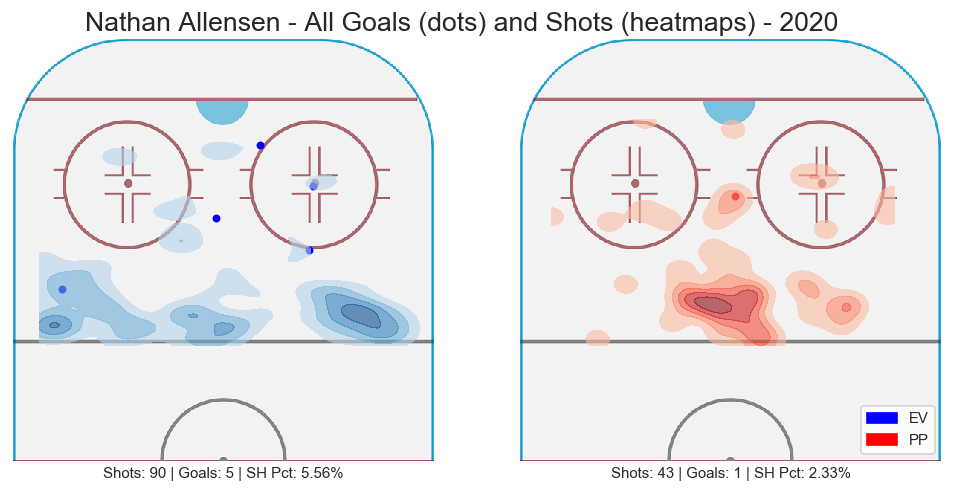 Nathan Allensen - All Goals (dots) and Shots (heatmaps) - 2020
EV
PP
Shots: 90 | Goals: 5 | SH Pct: 5.56%
Shots: 43 | Goals: 1 | SH Pct: 2.33%